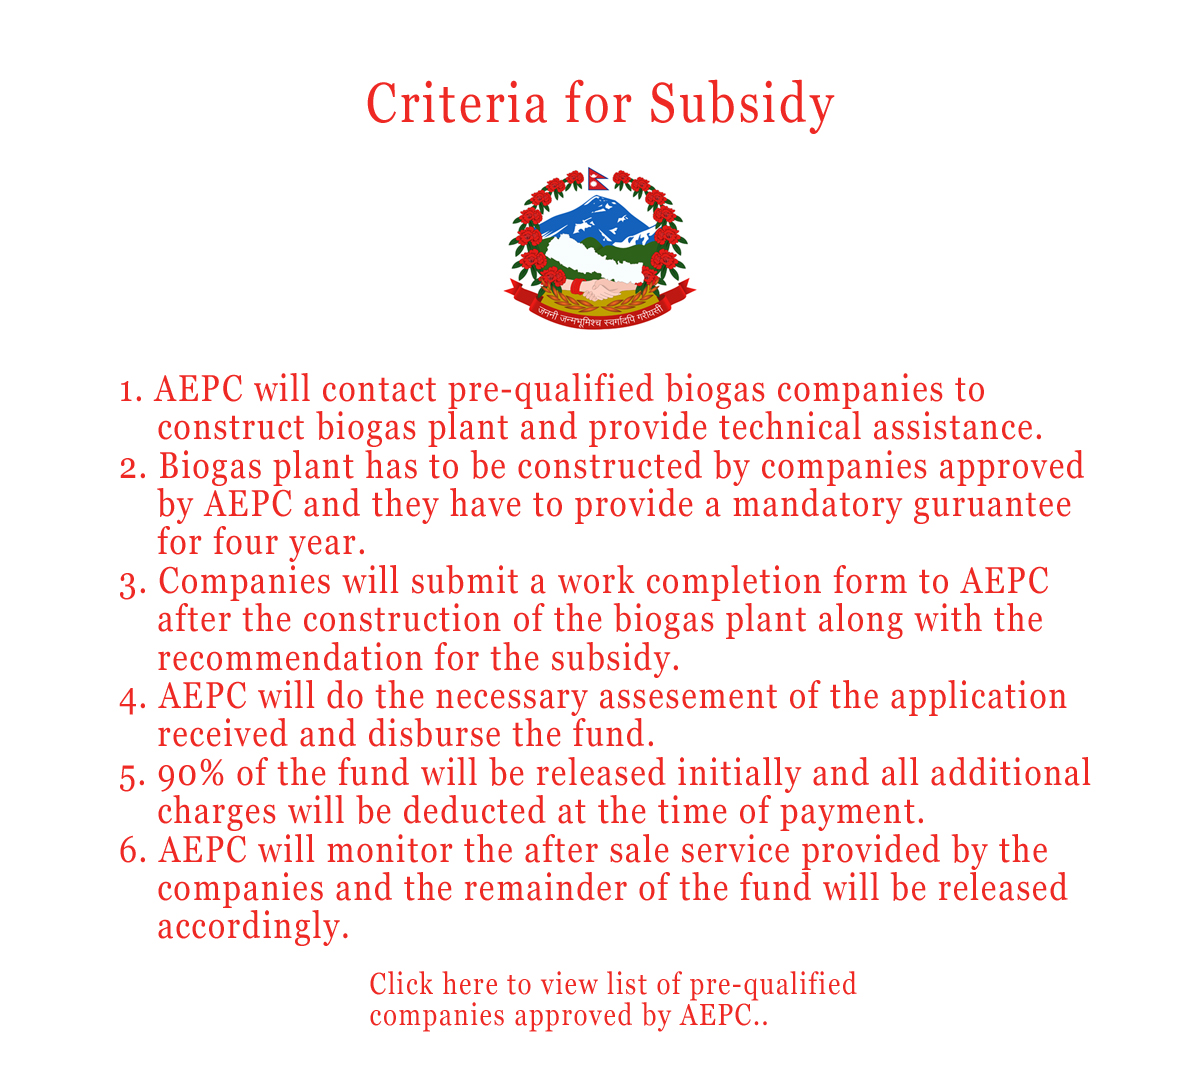 Criteria for Subsidy
जननी जन्मभूमिश्च स्वर्गादपि गरीयसी
1. AEPC will contact pre-qualified biogas companies to
construct biogas plant and provide technical assistance.
2. Biogas plant has to be constructed by companies approved
by AEPC and they have to provide a mandatory guruantee
for four year.
3. Companies will submit a work completion form to AEPC
after the construction of the biogas plant along with the
recommendation for the subsidy.
4. AEPC will do the necessary assesement of the application
received and disburse the fund.
5. 90% of the fund will be released initially and all additional
charges will be deducted at the time of payment.
6. AEPC will monitor the after sale service provided by the
companies and the remainder of the fund will be released
accordingly.
Click here to view list of pre-qualified
companies approved by AEPC..